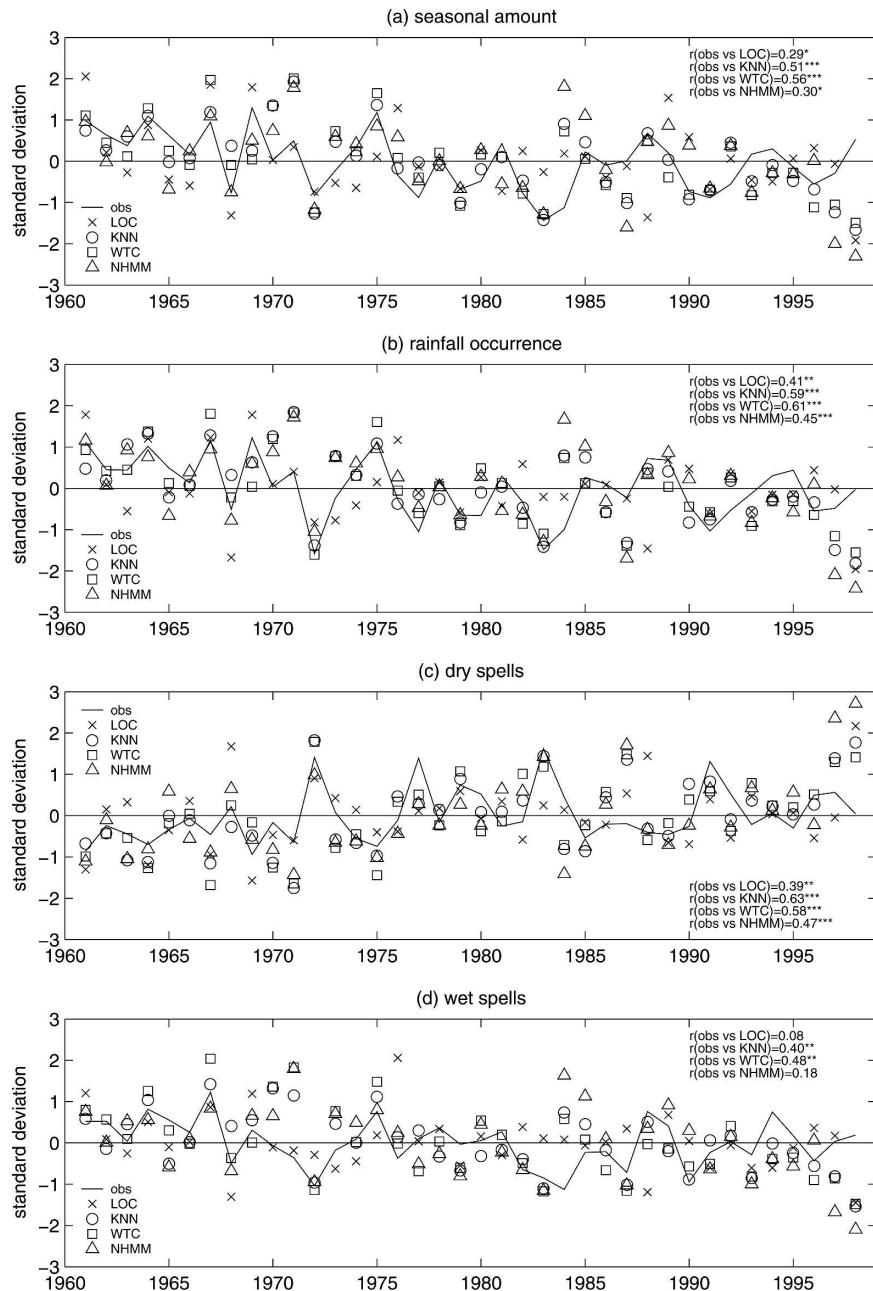 (a) seasonal amount
r(obs vs LOC)=0.29*
r(obs vs KNN)=0.51***
r(obs vs WTC)=0.56***
r(obs vs NHMM)=0.30*
standard deviation
3
2
1
0
−1
−2
−3
obs
LOC
KNN
WTC
NHMM
1960 1965 1970 1975 1980 1985 1990 1995
(b) rainfall occurrence
r(obs vs LOC)=0.41**
r(obs vs KNN)=0.59***
r(obs vs WTC)=0.61***
r(obs vs NHMM)=0.45***
standard deviation
3
2
1
0
−1
−2
−3
obs
LOC
KNN
WTC
NHMM
1960 1965 1970 1975 1980 1985 1990 1995
(c) dry spells
obs
LOC
KNN
WTC
NHMM
standard deviation
3
2
1
0
−1
−2
−3
r(obs vs LOC)=0.39**
r(obs vs KNN)=0.63***
r(obs vs WTC)=0.58***
r(obs vs NHMM)=0.47***
1960 1965 1970 1975 1980 1985 1990 1995
(d) wet spells
r(obs vs LOC)=0.08
r(obs vs KNN)=0.40**
r(obs vs WTC)=0.48**
r(obs vs NHMM)=0.18
standard deviation
3
2
1
0
−1
−2
−3
obs
LOC
KNN
WTC
NHMM
1960 1965 1970 1975 1980 1985 1990 1995